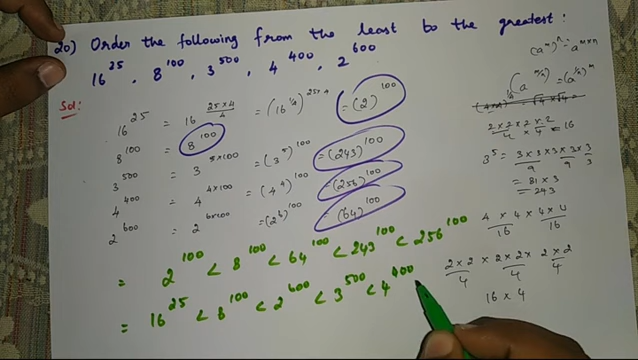 20) Order the following from the least to the greatest :
16^25 , 8^100 , 3^500 , 4^400 , 2^600
Sol:
16^25 = 16^(25×4/4) = (16^(1/4))^(25×4) = (2)^100
8^100 = 8^100
3^500 = 3^(5×100) = (3^5)^100 = (243)^100
4^400 = 4^(4×100) = (4^4)^100 = (256)^100
2^600 = 2^(6×100) = (2^6)^100 = (64)^100
= 2^100 < 8^100 < 64^100 < 243^100 < 256^100
= 16^25 < 8^100 < 2^600 < 3^500 < 4^400
(a^m)^n = a^(m×n)
2×2×2×2 = 16
4 4
3^5 = 3×3×3×3×3
9 9 3
= 81 × 3
= 243
4 × 4 × 4×4
16 16
2×2 × 2×2 × 2×2
4 4 4
16 × 4